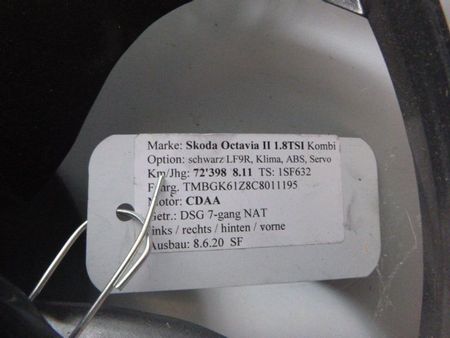 Marke: Skoda Octavia II 1.8TSI Kombi
Option: schwarz LF9R, Klima, ABS, Servo
Km/Jhg: 72'398 8.11 TS: 1SF632
TMBGK61Z8C8011195
Motor: CDAA
Getr.: DSG 7-gang NAT
links / rechts / hinten / vorne
Ausbau: 8.6.20 SF